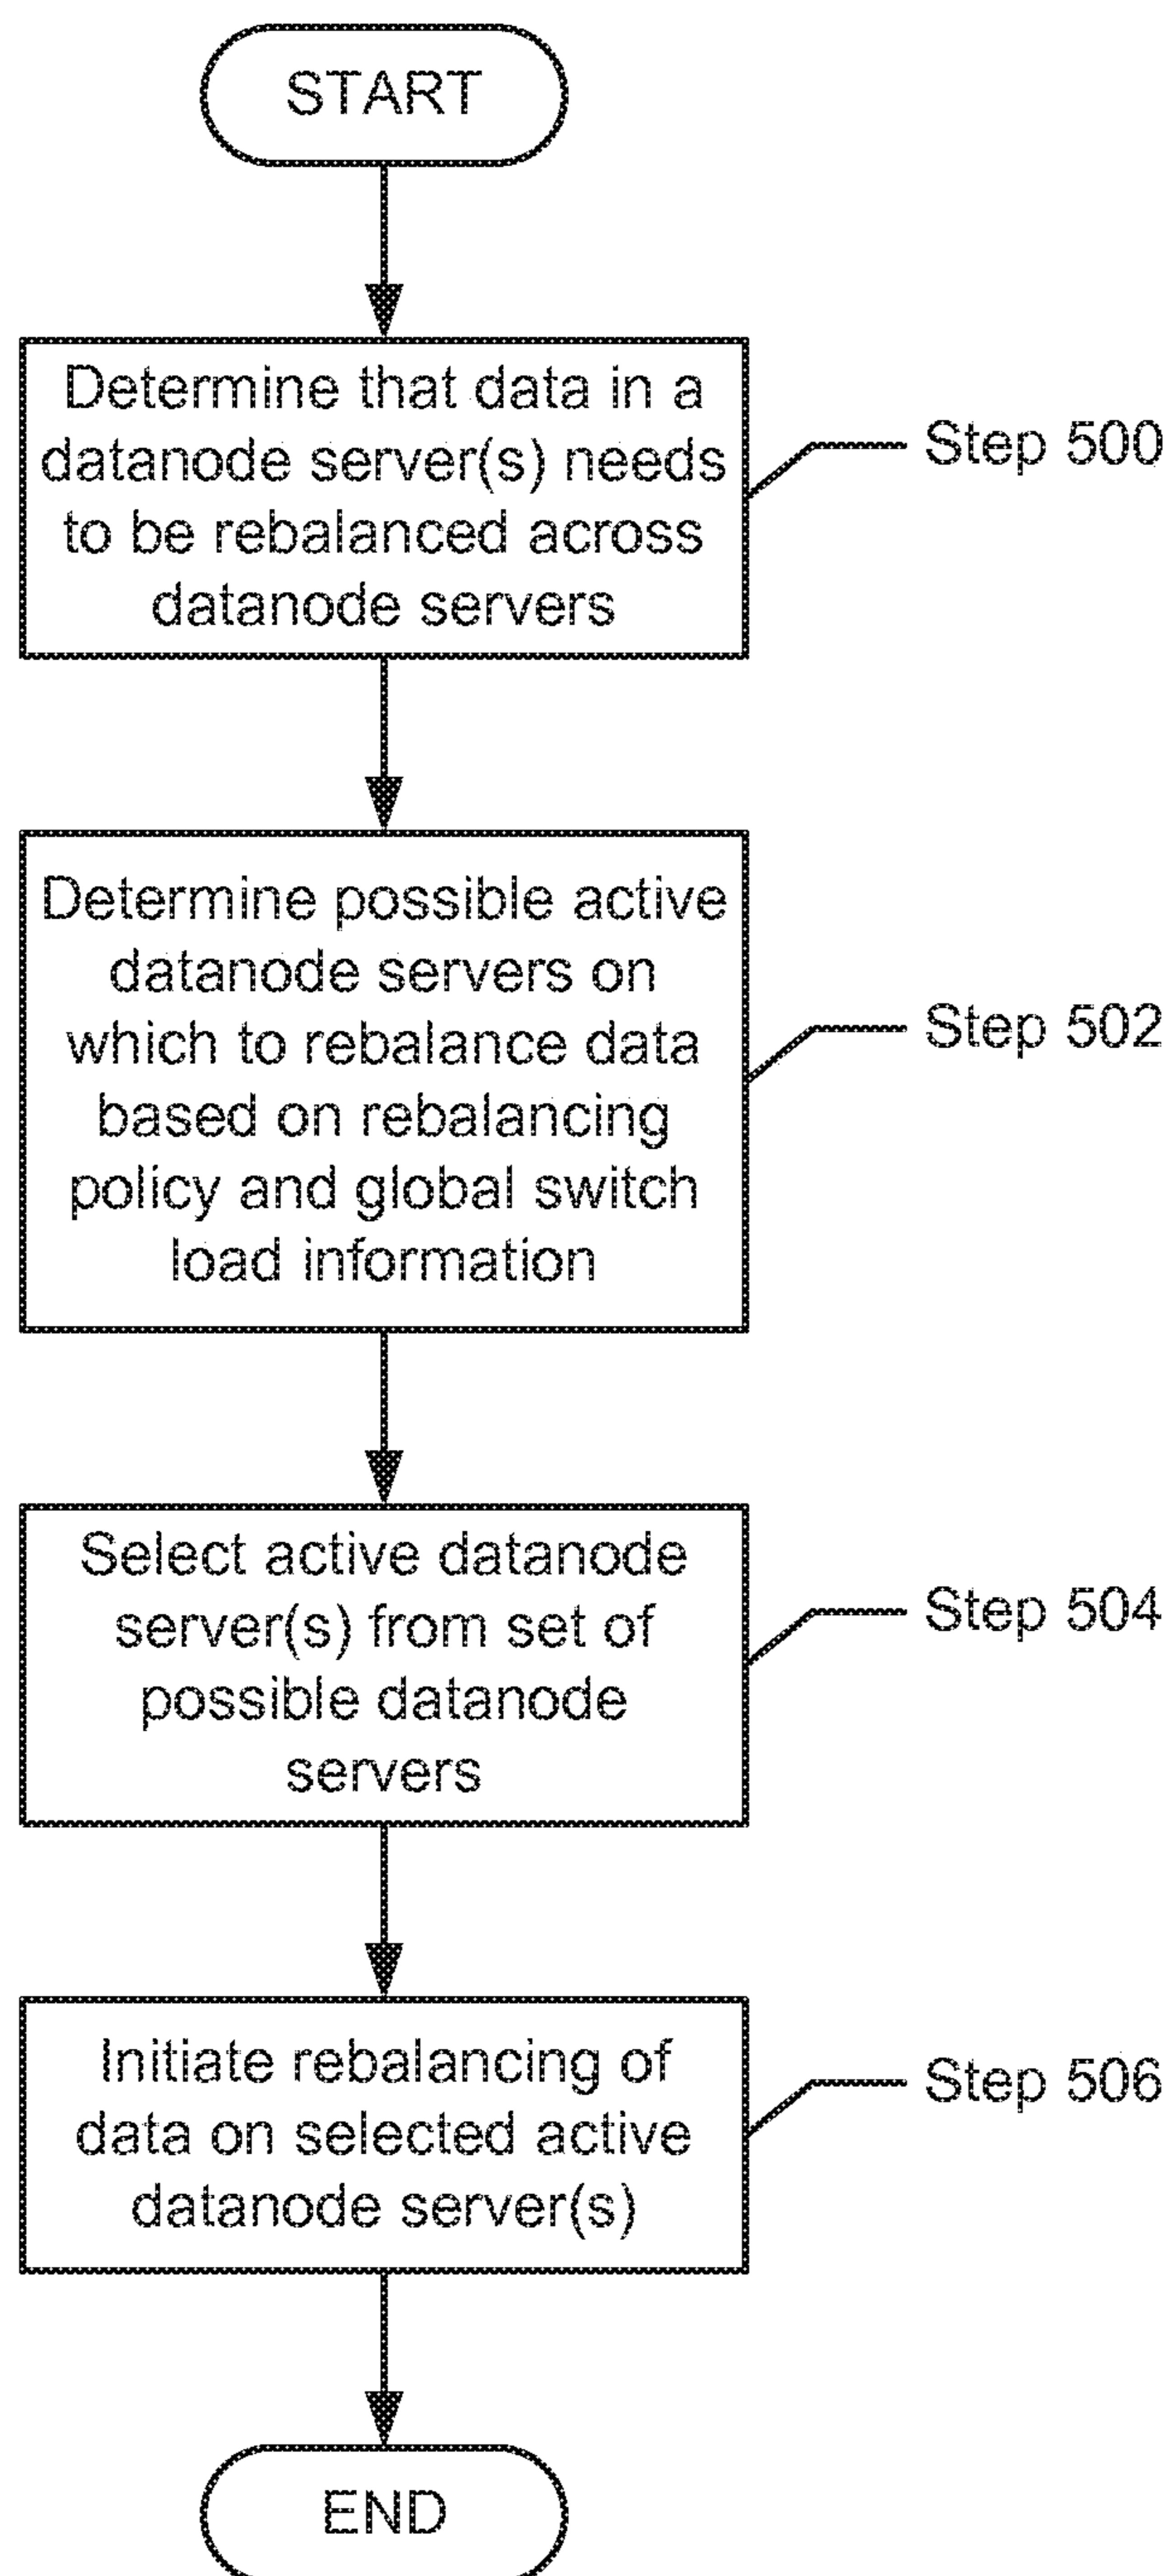 START
Determine that data in a
datanode server(s) needs
to be rebalanced across
datanode servers
Step 500
Determine possible active
datanode servers on
which to rebalance data
based on rebalancing
policy and global switch
load information
Step 502
Select active datanode
server(s) from set of
possible datanode
servers
Step 504
Initiate rebalancing of
data on selected active
datanode server(s)
Step 506
END